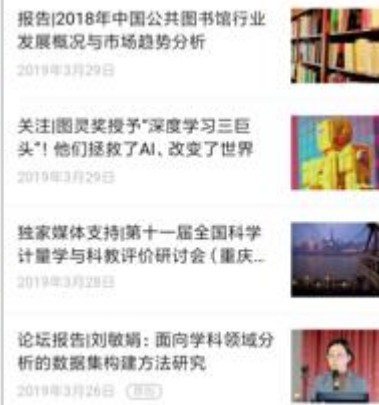 报告|2018年中国公共图书馆行业
发展概况与市场趋势分析
2019年3月29日
关注|图灵奖授予"深度学习三巨
头"！他们拯救了AI、改变了世界
2019年3月29日
独家媒体支持|第十一届全国科学
计量学与科教评价研讨会（重庆...
2019年3月28日
论坛报告|刘敏娟：面向学科领域分
析的数据集构建方法研究
2019年3月26日